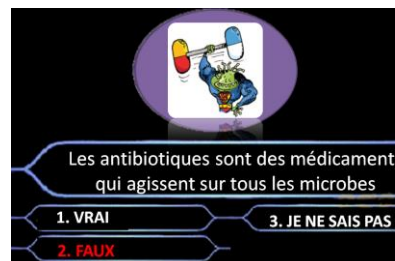 Les antibiotiques sont des médicament
qui agissent sur tous les microbes
1. VRAI
3. JE NE SAIS PAS
2. FAUX